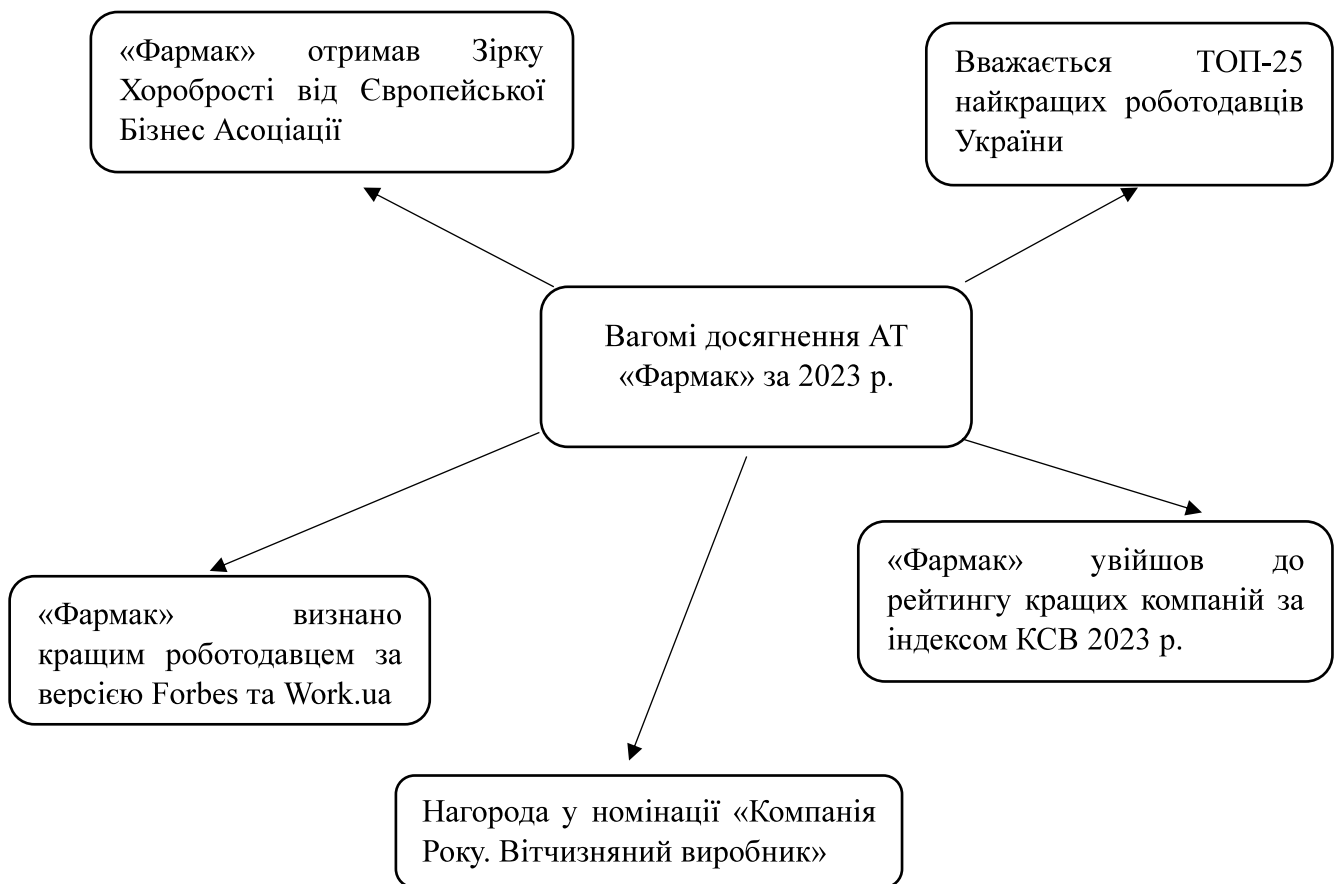 «Фармак» отримав Зірку
Хоробрості від Європейської
Бізнес Асоціації
Вважається ТОП-25
найкращих роботодавців
України
Вагомі досягнення АТ
«Фармак» за 2023 р.
«Фармак» увійшов до
рейтингу кращих компаній за
індексом КСВ 2023 р.
«Фармак» визнано
кращим роботодавцем за
версією Forbes та Work.ua
Нагорода у номінації «Компанія
Року. Вітчизняний виробник»